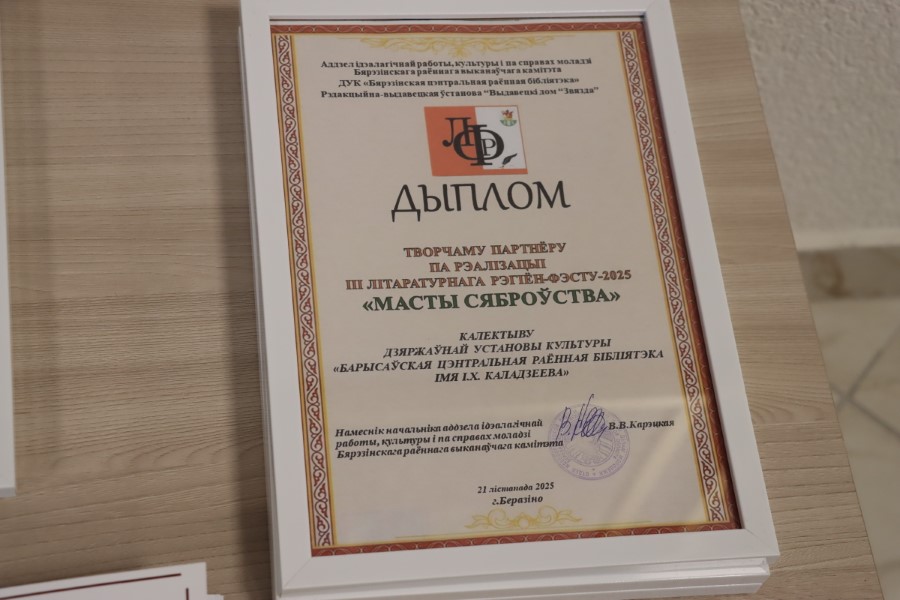 Аддзел ідэалагічнай работы, культуры і па справах моладзі
Бярэзінскага раённага выканаўчага камітэта
ДУК «Бярэзінская цэнтральная раённая бібліятэка»
Рэдакцыйна-выдавецкая ўстанова “Выдавецкі дом “Звязда”
ЛФР
ДЫПЛОМ
ТВОРЧАМУ ПАРТНЁРУ
ПА РЭАЛІЗАЦЫІ
ІІІ ЛІТАРАТУРНАГА РЭГІЁН-ФЭСТУ-2025
«МАСТЫ СЯБРОЎСТВА»
КАЛЕКТЫВУ
ДЗЯРЖАЎНАЙ УСТАНОВЫ КУЛЬТУРЫ
«БАРЫСАЎСКАЯ ЦЭНТРАЛЬНАЯ РАЁННАЯ БІБЛІЯТЭКА
ІМЯ І.Х. КАЛАДЗЕЕВА»
Намеснік начальніка аддзела ідэалагічнай
работы, культуры і па справах моладзі
Бярэзінскага раённага выканаўчага камітэта
В.В.Карэцкая
21 лістапада 2025
г.Беразіно